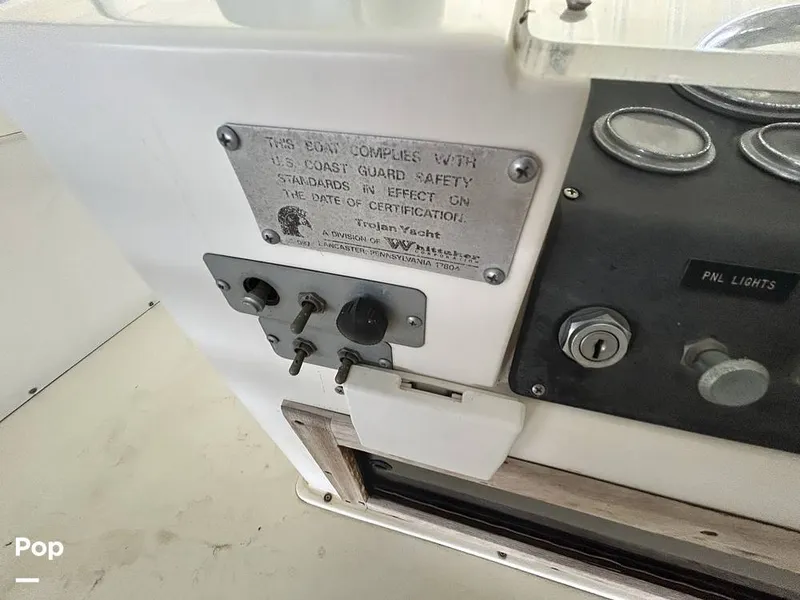 THIS BOAT COMPLIES WITH
U.S. COAST GUARD SAFETY
STANDARDS IN EFFECT ON
THE DATE OF CERTIFICATION.
Trojan Yacht
A DIVISION OF Whittaker
CORPORATION
LANCASTER, PENNSYLVANIA 17604
PNL LIGHTS
Pop